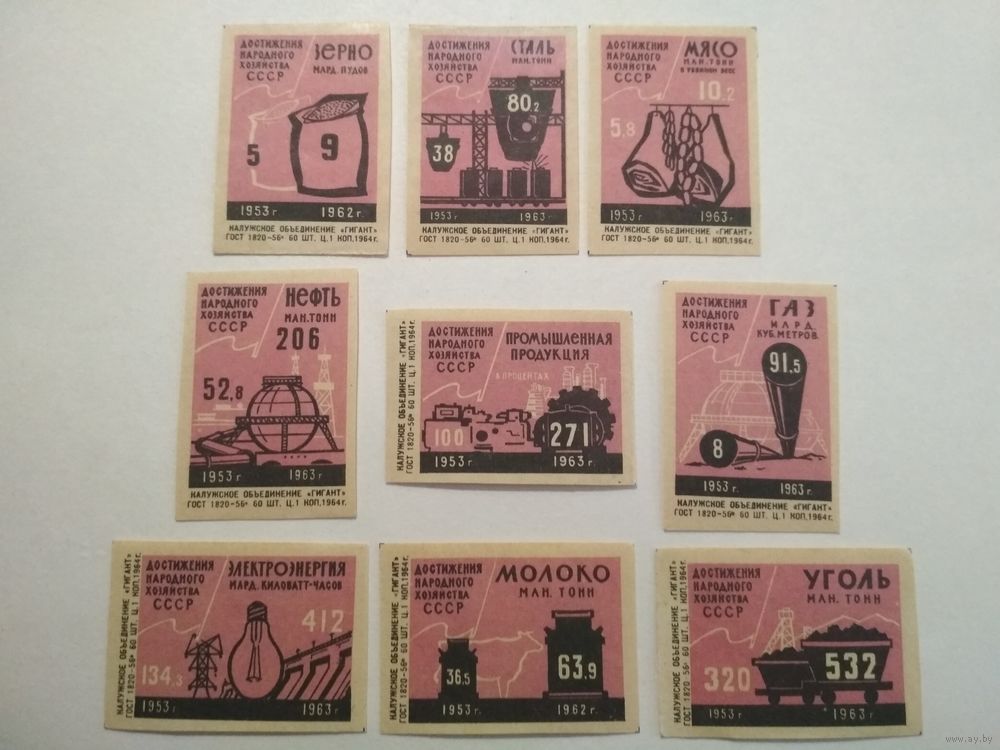 ДОСТИЖЕНИЯ
НАРОДНОГО
ХОЗЯЙСТВА
СССР
ЗЕРНО
МЛРД. ПУДОВ
5
9
1953 г
1962 г.
КАЛУЖСКОЕ ОБЪЕДИНЕНИЕ «ГИГАНТ»
ГОСТ 1820-56* 60 ШТ. Ц.1 КОП.1964 г.
ДОСТИЖЕНИЯ
НАРОДНОГО
ХОЗЯЙСТВА
СССР
СТАЛЬ
МЛН. ТОНН
80.2
38
1953 г
1963 г.
КАЛУЖСКОЕ ОБЪЕДИНЕНИЕ «ГИГАНТ»
ГОСТ 1820-56* 60 ШТ. Ц.1 КОП.1964 г.
ДОСТИЖЕНИЯ
НАРОДНОГО
ХОЗЯЙСТВА
СССР
МЯСО
МЛН. ТОНН
В УБОЙНОМ ВЕСЕ
10.2
5,8
1953 г
1963 г.
КАЛУЖСКОЕ ОБЪЕДИНЕНИЕ «ГИГАНТ»
ГОСТ 1820-56* 60 ШТ. Ц.1 КОП.1964 г.
ДОСТИЖЕНИЯ
НАРОДНОГО
ХОЗЯЙСТВА
СССР
НЕФТЬ
МЛН. ТОНН
206
52,8
1953 г
1963 г.
КАЛУЖСКОЕ ОБЪЕДИНЕНИЕ «ГИГАНТ»
ГОСТ 1820-56* 60 ШТ. Ц.1 КОП.1964 г.
ДОСТИЖЕНИЯ
НАРОДНОГО
ХОЗЯЙСТВА
СССР
ПРОМЫШЛЕННАЯ
ПРОДУКЦИЯ
В ПРОЦЕНТАХ
100
271
1953 г
1963 г.
КАЛУЖСКОЕ ОБЪЕДИНЕНИЕ «ГИГАНТ»
ГОСТ 1820-56* 60 ШТ. Ц.1 КОП.1964 г.
ДОСТИЖЕНИЯ
НАРОДНОГО
ХОЗЯЙСТВА
СССР
ГАЗ
МЛРД.
КУБ.МЕТРОВ.
91,5
8
1953 г.
1963 г.
КАЛУЖСКОЕ ОБЪЕДИНЕНИЕ «ГИГАНТ»
ГОСТ 1820-56* 60 ШТ. Ц.1 КОП.1964 г.
ДОСТИЖЕНИЯ
НАРОДНОГО
ХОЗЯЙСТВА
СССР
ЭЛЕКТРОЭНЕРГИЯ
МЛРД. КИЛОВАТТ-ЧАСОВ
412
134,3
1953 г
1963 г.
КАЛУЖСКОЕ ОБЪЕДИНЕНИЕ «ГИГАНТ»
ГОСТ 1820-56* 60 ШТ. Ц.1 КОП.1964 г.
ДОСТИЖЕНИЯ
НАРОДНОГО
ХОЗЯЙСТВА
СССР
МОЛОКО
МЛН. ТОНН
36.5
63.9
1953 г.
1962 г.
КАЛУЖСКОЕ ОБЪЕДИНЕНИЕ «ГИГАНТ»
ГОСТ 1820-56* 60 ШТ. Ц.1 КОП.1964 г.
ДОСТИЖЕНИЯ
НАРОДНОГО
ХОЗЯЙСТВА
СССР
УГОЛЬ
МЛН. ТОНН
320
532
1953 г
1963 г.
КАЛУЖСКОЕ ОБЪЕДИНЕНИЕ «ГИГАНТ»
ГОСТ 1820-56* 60 ШТ. Ц.1 КОП.1964 г.
www.ay.by